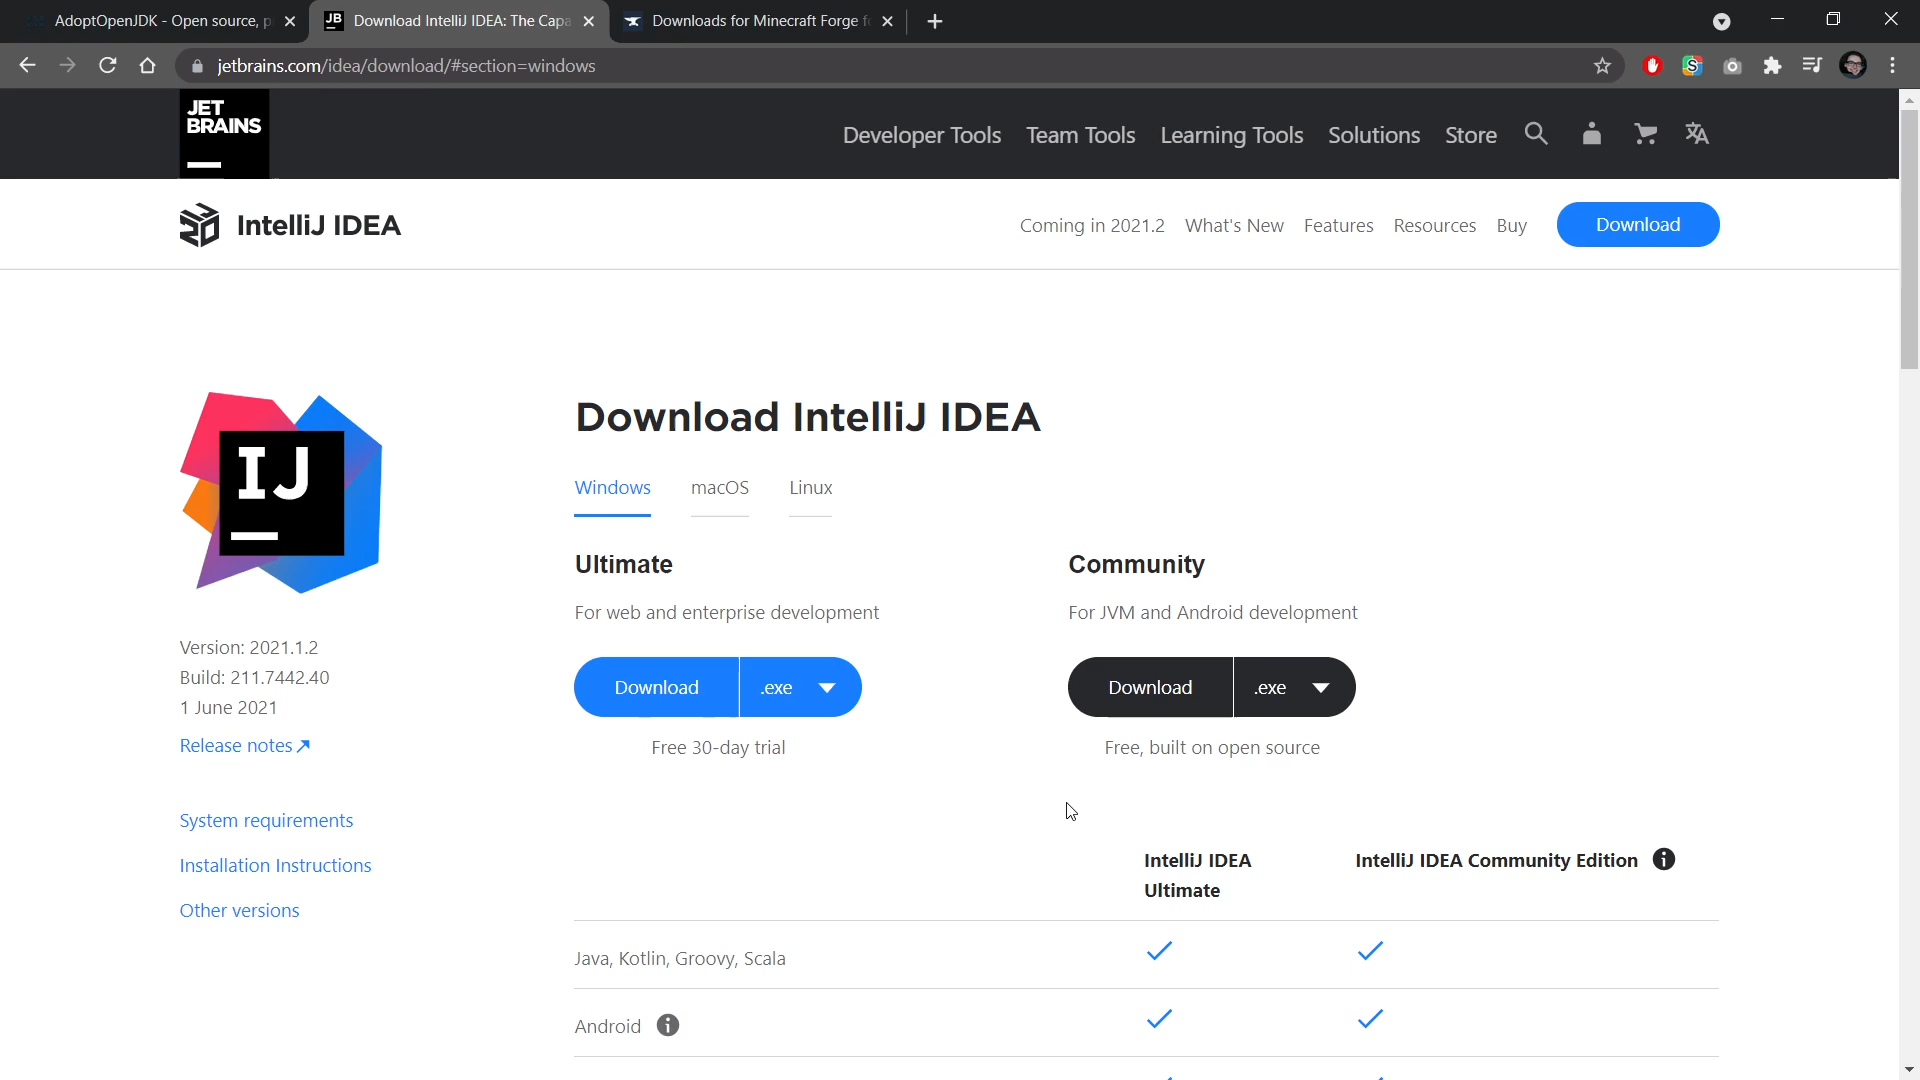 AdoptOpenJDK - Open source, p
JB
Download IntelliJ IDEA: The Capa
Downloads for Minecraft Forge f
jetbrains.com/idea/download/#section=windows
JET
BRAINS
Developer Tools Team Tools Learning Tools Solutions Store
IntelliJ IDEA
Coming in 2021.2 What's New Features Resources Buy Download
IJ
Download IntelliJ IDEA
Windows macOS Linux
Ultimate
For web and enterprise development
Download .exe
Free 30-day trial
Community
For JVM and Android development
Download .exe
Free, built on open source
Version: 2021.1.2
Build: 211.7442.40
1 June 2021
Release notes
System requirements
Installation Instructions
Other versions
IntelliJ IDEA
Ultimate
IntelliJ IDEA Community Edition
Java, Kotlin, Groovy, Scala
Android